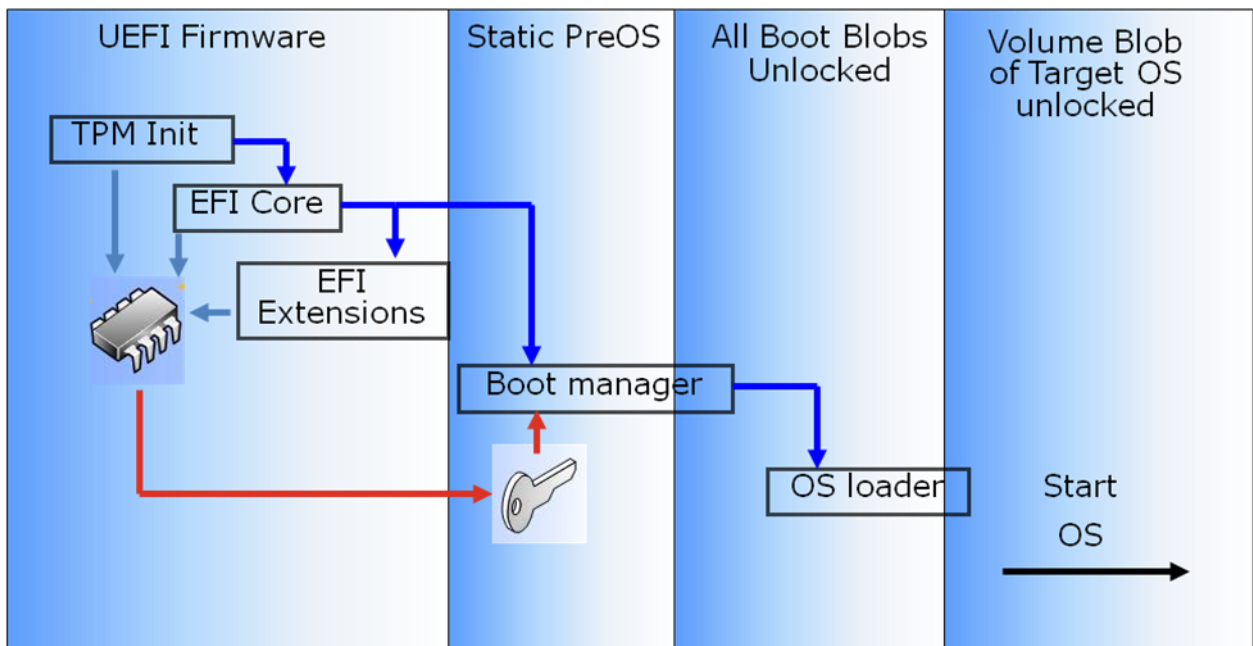 UEFI Firmware
Static PreOS
All Boot Blobs
Unlocked
Volume Blob
of Target OS
unlocked
TPM Init
EFI Core
EFI
Extensions
Boot manager
OS loader
Start
OS